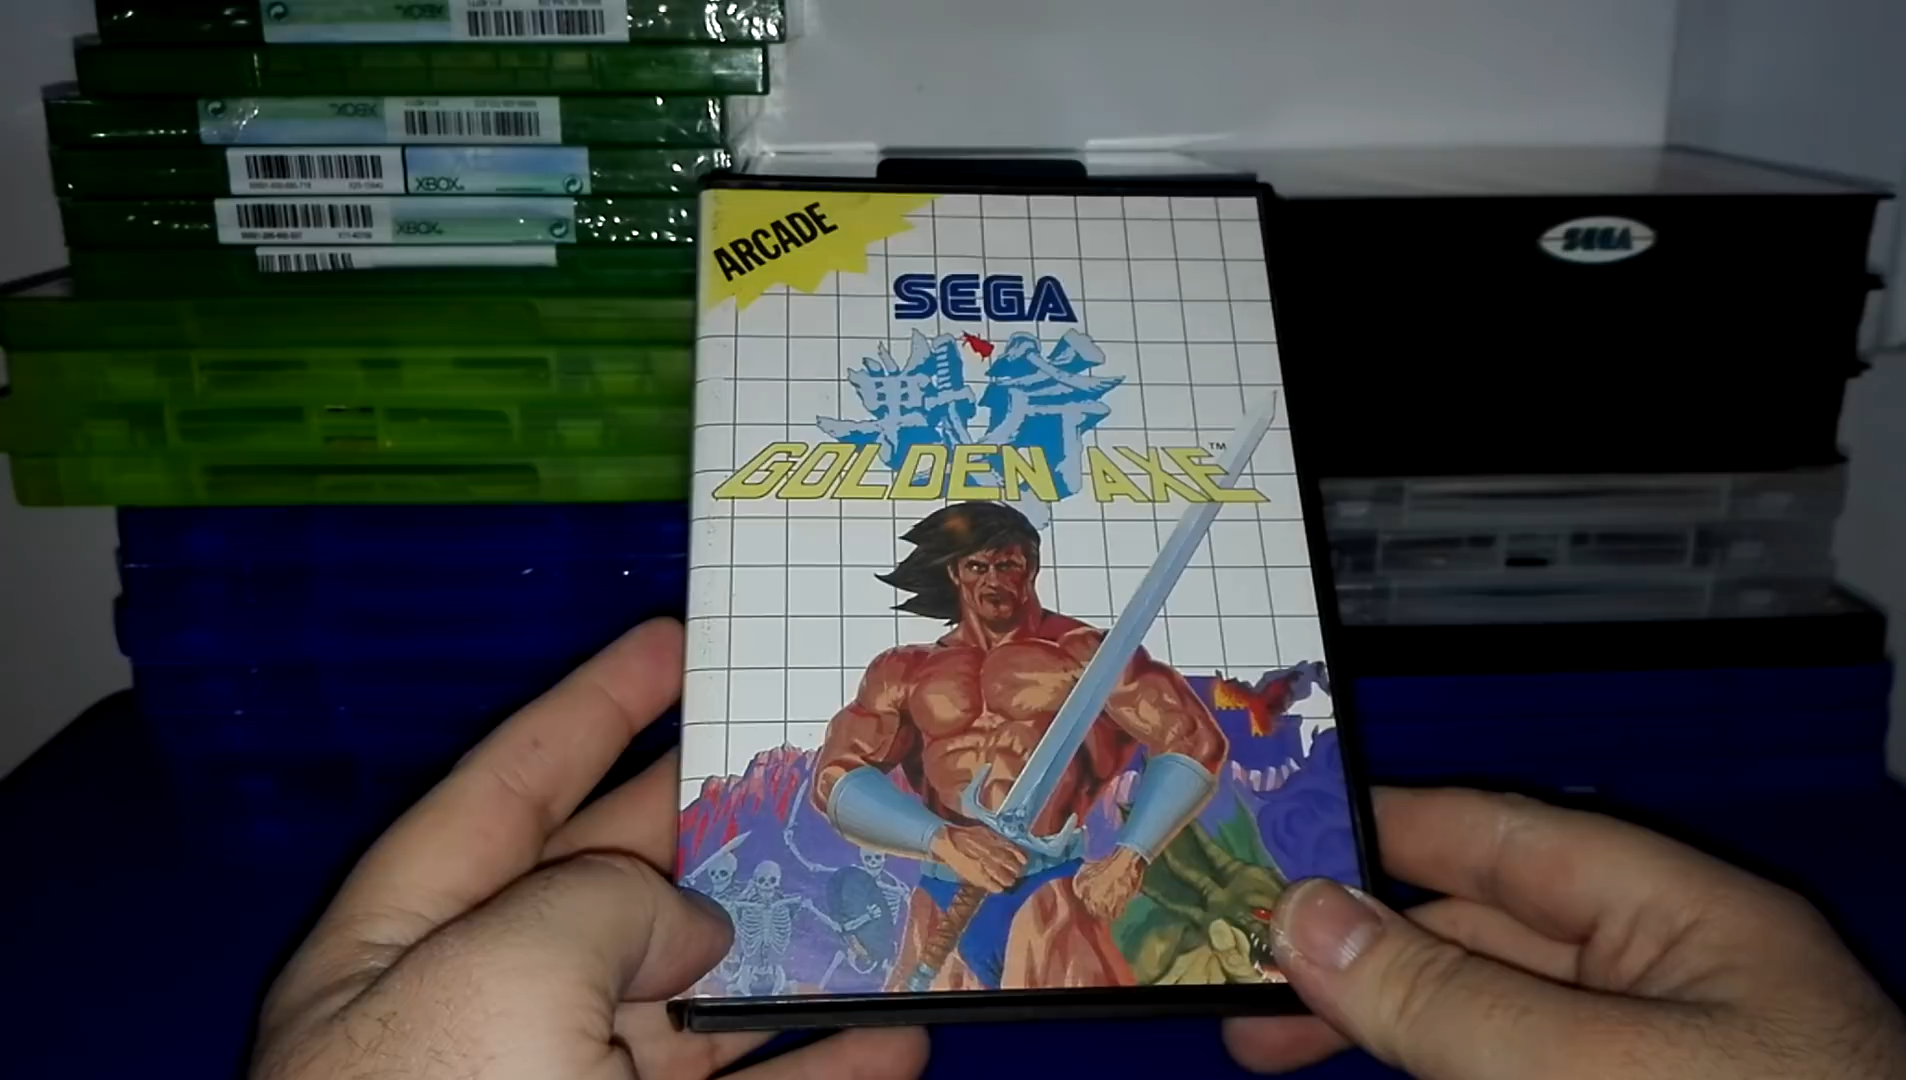 XBOX
XBOX
XBOX
ARCADE
SEGA
戦斧
GOLDEN AXE™
SEGA